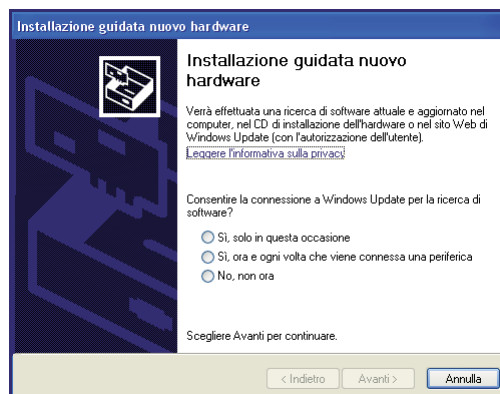 Installazione guidata nuovo hardware
Installazione guidata nuovo
hardware
Verrà effettuata una ricerca di software attuale e aggiornato nel
computer, nel CD di installazione dell'hardware o nel sito Web di
Windows Update (con l'autorizzazione dell'utente).
Leggere l'informativa sulla privacy
Consentire la connessione a Windows Update per la ricerca di
software?
Sì, solo in questa occasione
Sì, ora e ogni volta che viene connessa una periferica
No, non ora
Scegliere Avanti per continuare.
< Indietro Avanti > Annulla